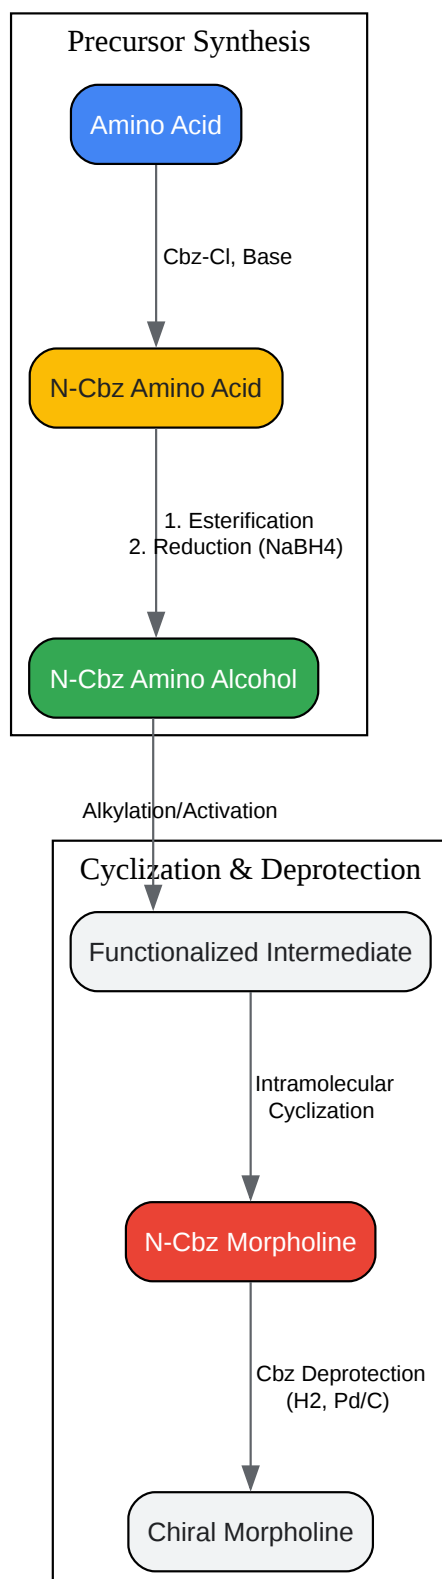 Precursor Synthesis
Amino Acid
Cbz-Cl, Base
N-Cbz Amino Acid
1. Esterification
2. Reduction (NaBH4)
N-Cbz Amino Alcohol
Alkylation/Activation
Cyclization & Deprotection
Functionalized Intermediate
Intramolecular
Cyclization
N-Cbz Morpholine
Cbz Deprotection
(H2, Pd/C)
Chiral Morpholine